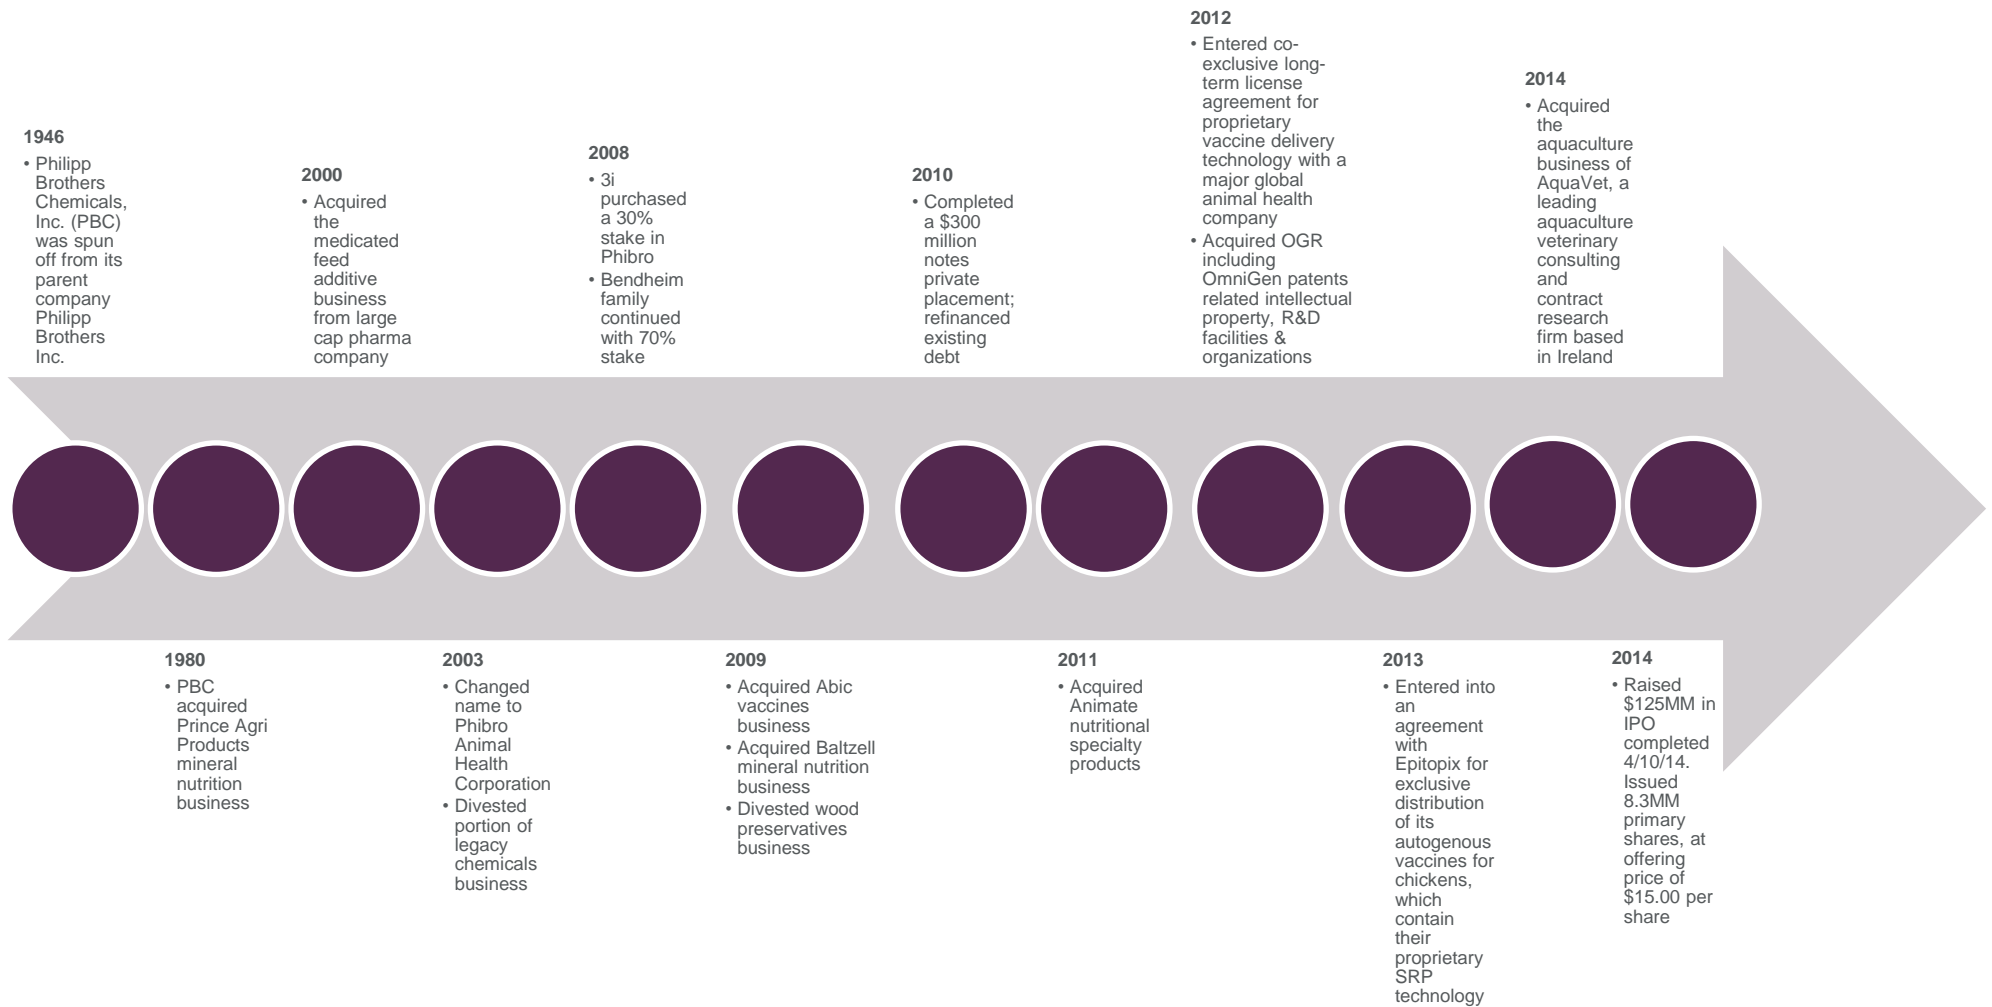 1946
• Philipp
Brothers
Chemicals,
Inc. (PBC)
was spun
off from its
parent
company
Philipp
Brothers
Inc.
1980
• PBC
acquired
Prince Agri
Products
mineral
nutrition
business
2000
• Acquired
the
medicated
feed
additive
business
from large
cap pharma
company
2003
• Changed
name to
Phibro
Animal
Health
Corporation
• Divested
portion of
legacy
chemicals
business
2008
• 3i
purchased
a 30%
stake in
Phibro
• Bendheim
family
continued
with 70%
stake
2009
• Acquired Abic
vaccines
business
• Acquired Baltzell
mineral nutrition
business
• Divested wood
preservatives
business
2010
• Completed
a $300
million
notes
private
placement;
refinanced
existing
debt
2011
• Acquired
Animate
nutritional
specialty
products
2012
• Entered co-
exclusive long-
term license
agreement for
proprietary
vaccine delivery
technology with a
major global
animal health
company
• Acquired OGR
including
OmniGen patents
related intellectual
property, R&D
facilities &
organizations
2013
• Entered into
an
agreement
with
Epitopix for
exclusive
distribution
of its
autogenous
vaccines for
chickens,
which
contain
their
proprietary
SRP
technology
2014
• Acquired
the
aquaculture
business of
AquaVet, a
leading
aquaculture
veterinary
consulting
and
contract
research
firm based
in Ireland
2014
• Raised
$125MM in
IPO
completed
4/10/14.
Issued
8.3MM
primary
shares, at
offering
price of
$15.00 per
share